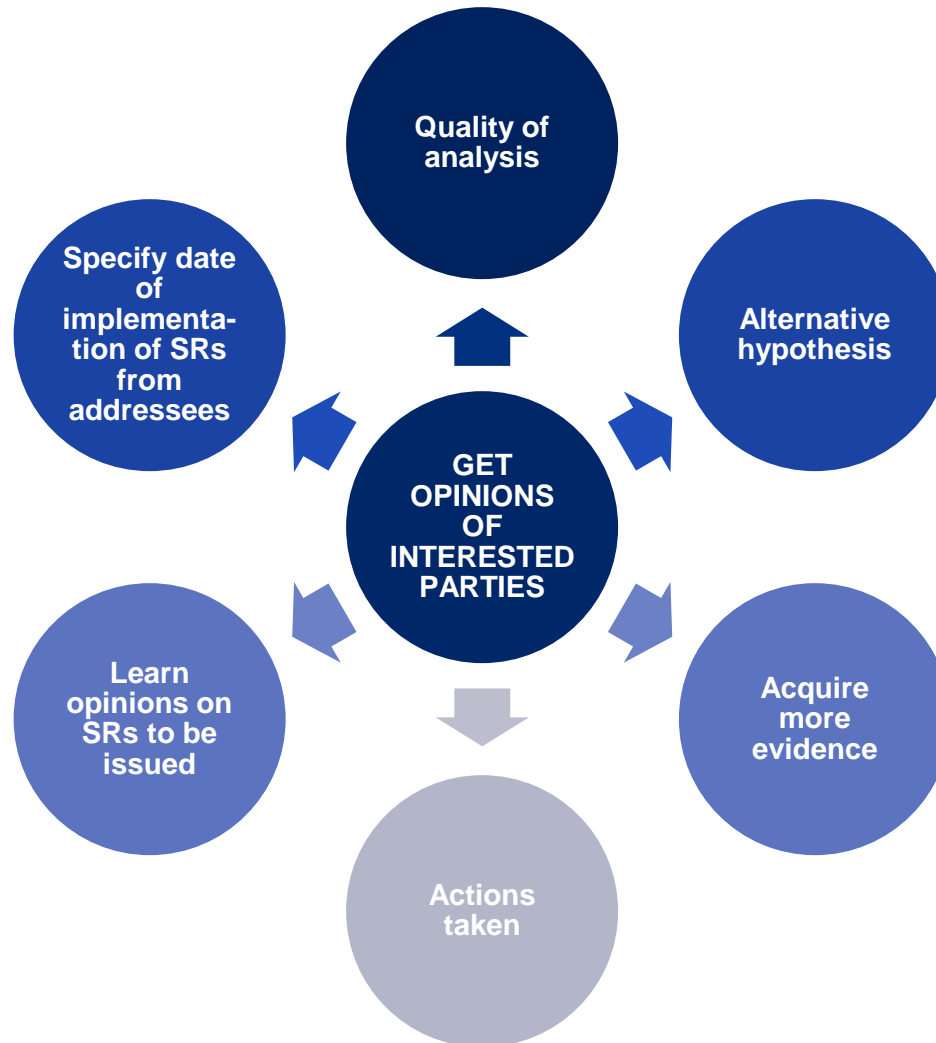 Quality of
analysis
Specify date
of
implementa-
tion of SRs
from
addressees
Alternative
hypothesis
GET
OPINIONS
OF
INTERESTED
PARTIES
Learn
opinions on
SRs to be
issued
Acquire
more
evidence
Actions
taken